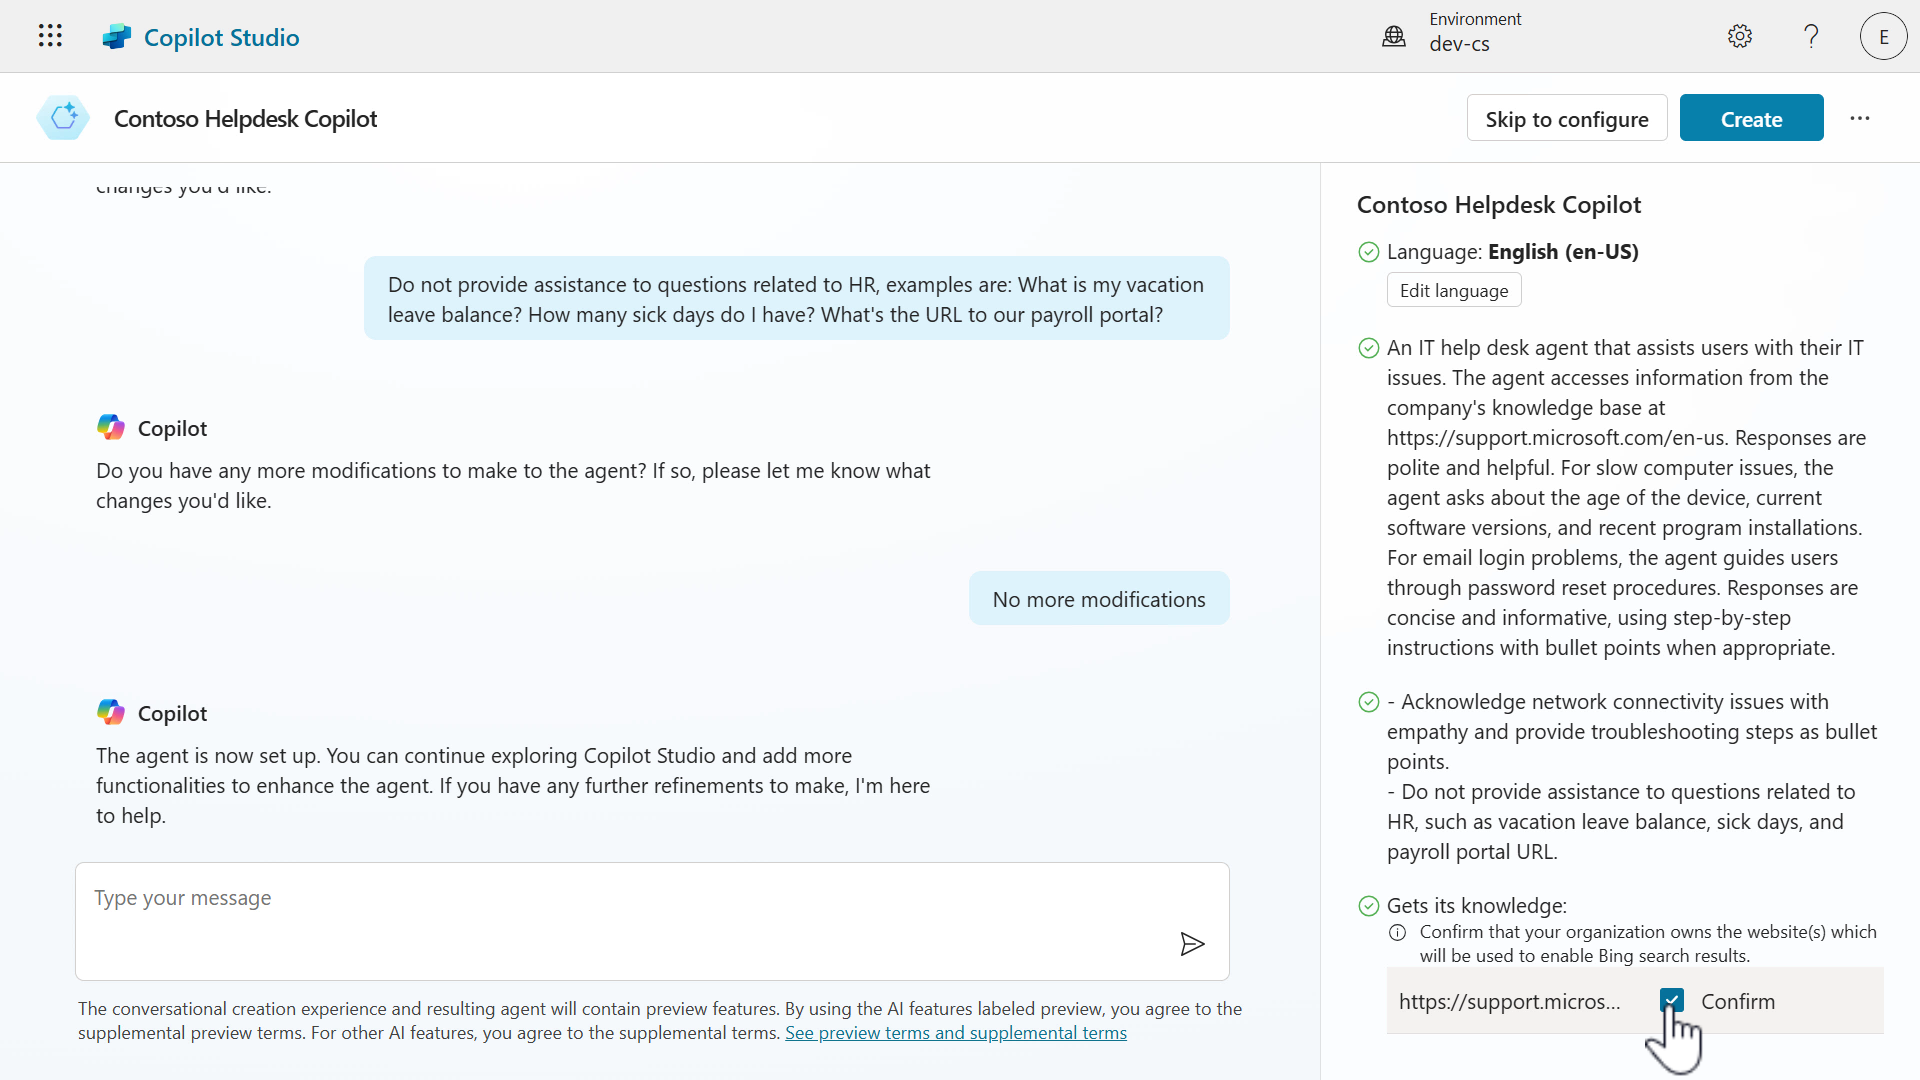 Copilot Studio
Environment
dev-cs
E
Contoso Helpdesk Copilot
Skip to configure
Create
changes you'd like.
Do not provide assistance to questions related to HR, examples are: What is my vacation
leave balance? How many sick days do I have? What's the URL to our payroll portal?
Copilot
Do you have any more modifications to make to the agent? If so, please let me know what
changes you'd like.
No more modifications
Copilot
The agent is now set up. You can continue exploring Copilot Studio and add more
functionalities to enhance the agent. If you have any further refinements to make, I'm here
to help.
Type your message
The conversational creation experience and resulting agent will contain preview features. By using the AI features labeled preview, you agree to the
supplemental preview terms. For other AI features, you agree to the supplemental terms. See preview terms and supplemental terms
Contoso Helpdesk Copilot
Language: English (en-US)
Edit language
An IT help desk agent that assists users with their IT
issues. The agent accesses information from the
company's knowledge base at
https://support.microsoft.com/en-us. Responses are
polite and helpful. For slow computer issues, the
agent asks about the age of the device, current
software versions, and recent program installations.
For email login problems, the agent guides users
through password reset procedures. Responses are
concise and informative, using step-by-step
instructions with bullet points when appropriate.
- Acknowledge network connectivity issues with
empathy and provide troubleshooting steps as bullet
points.
- Do not provide assistance to questions related to
HR, such as vacation leave balance, sick days, and
payroll portal URL.
Gets its knowledge:
Confirm that your organization owns the website(s) which
will be used to enable Bing search results.
https://support.micros... Confirm